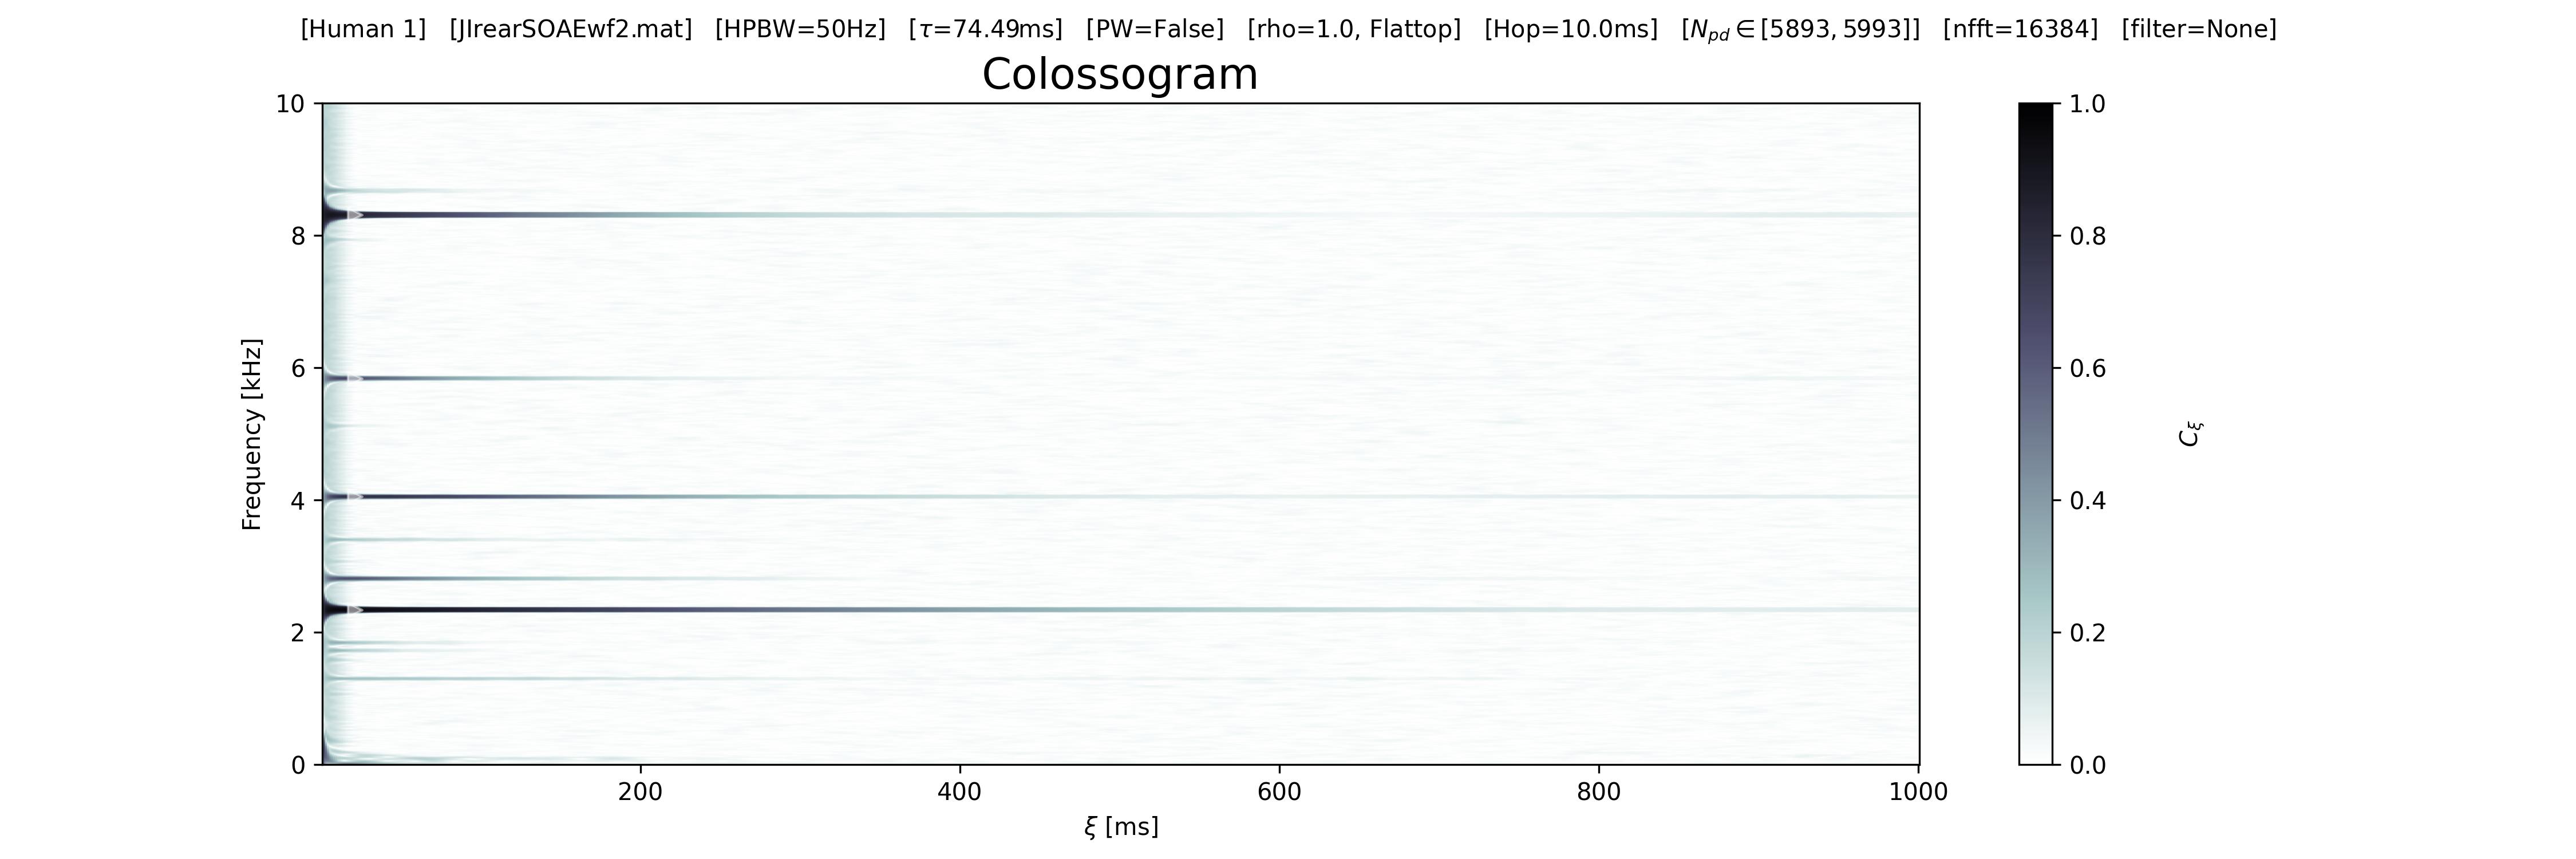 [Human 1] [JIrearSOAEwf2.mat] [HPBW=50Hz] [τ=74.49ms] [PW=False] [rho=1.0, Flattop] [Hop=10.0ms] [N_pd ∈ [5893, 5993]] [nfft=16384] [filter=None]
Colossogram
10
8
6
4
2
0
Frequency [kHz]
200 400 600 800 1000
ξ [ms]
1.0
0.8
0.6
0.4
0.2
0.0
C_ξ